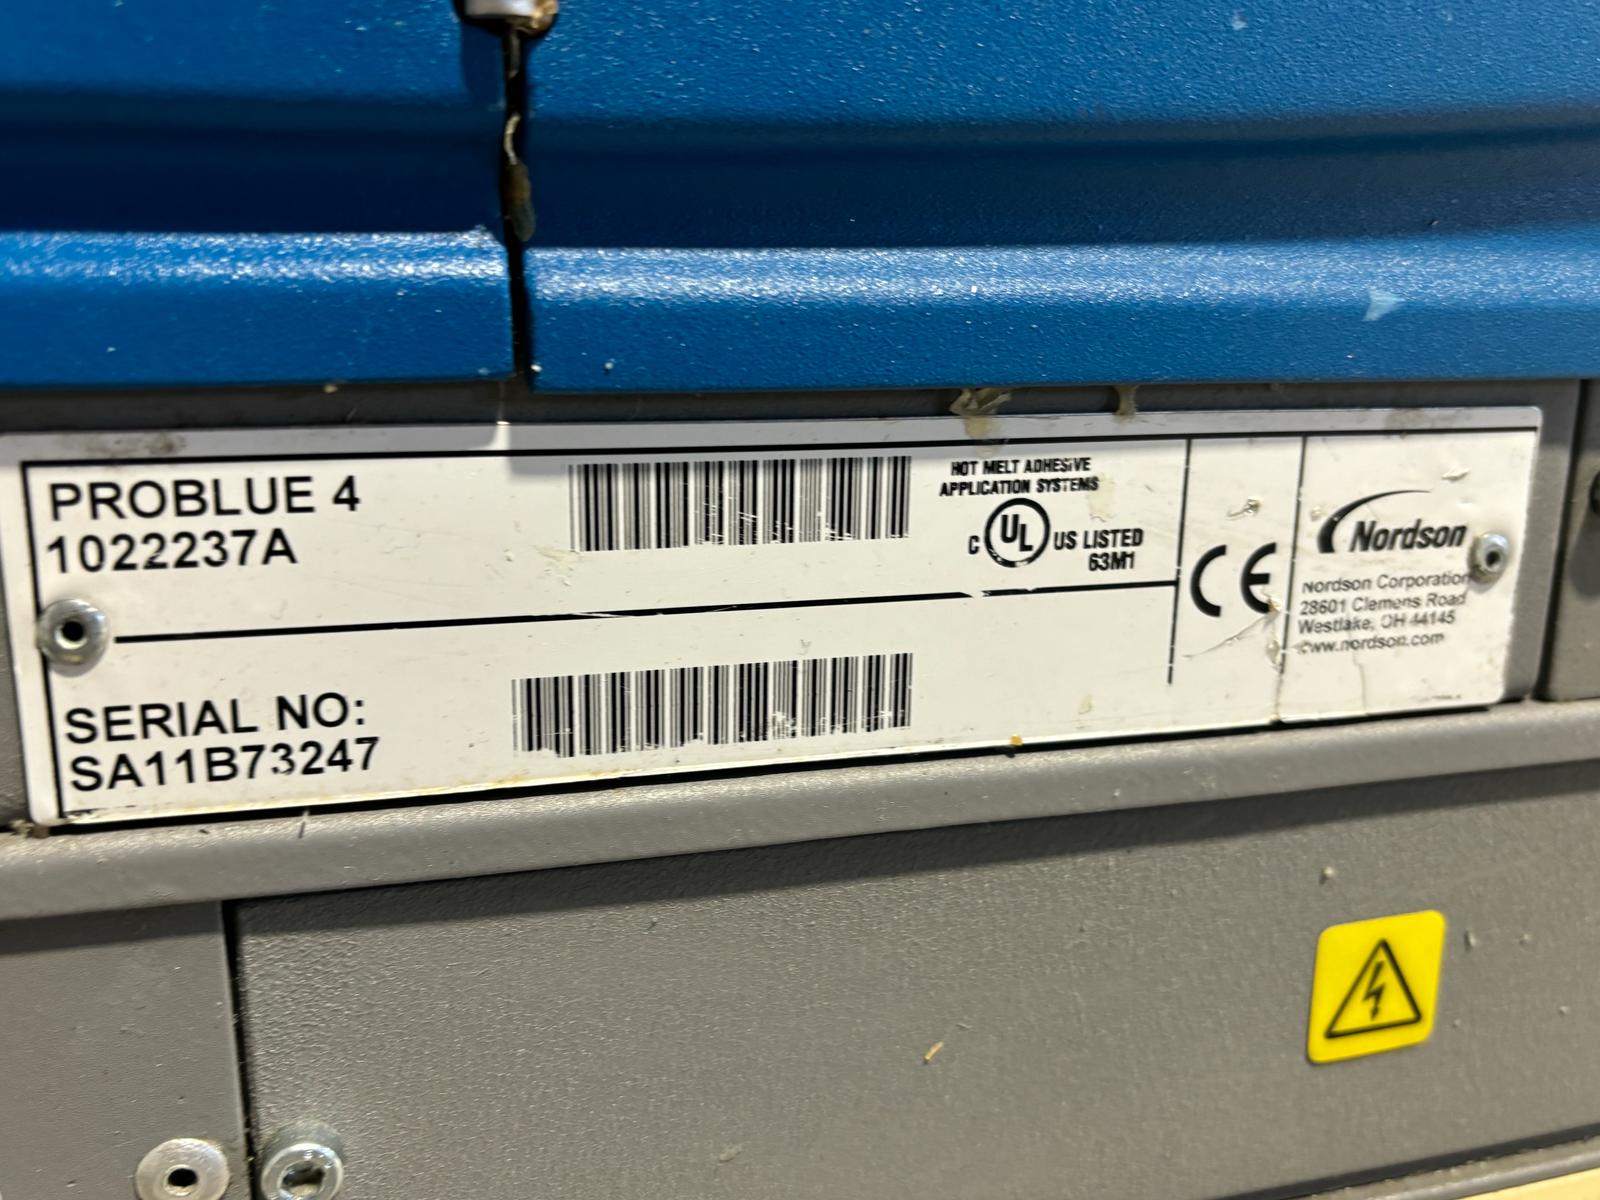 PROBLUE 4
1022237A
SERIAL NO:
SA11B73247
HOT MELT ADHESIVE
APPLICATION SYSTEMS
C UL US LISTED
63M1
CE
Nordson
Nordson Corporation
28601 Clemens Road
Westlake, OH 44145
www.nordson.com